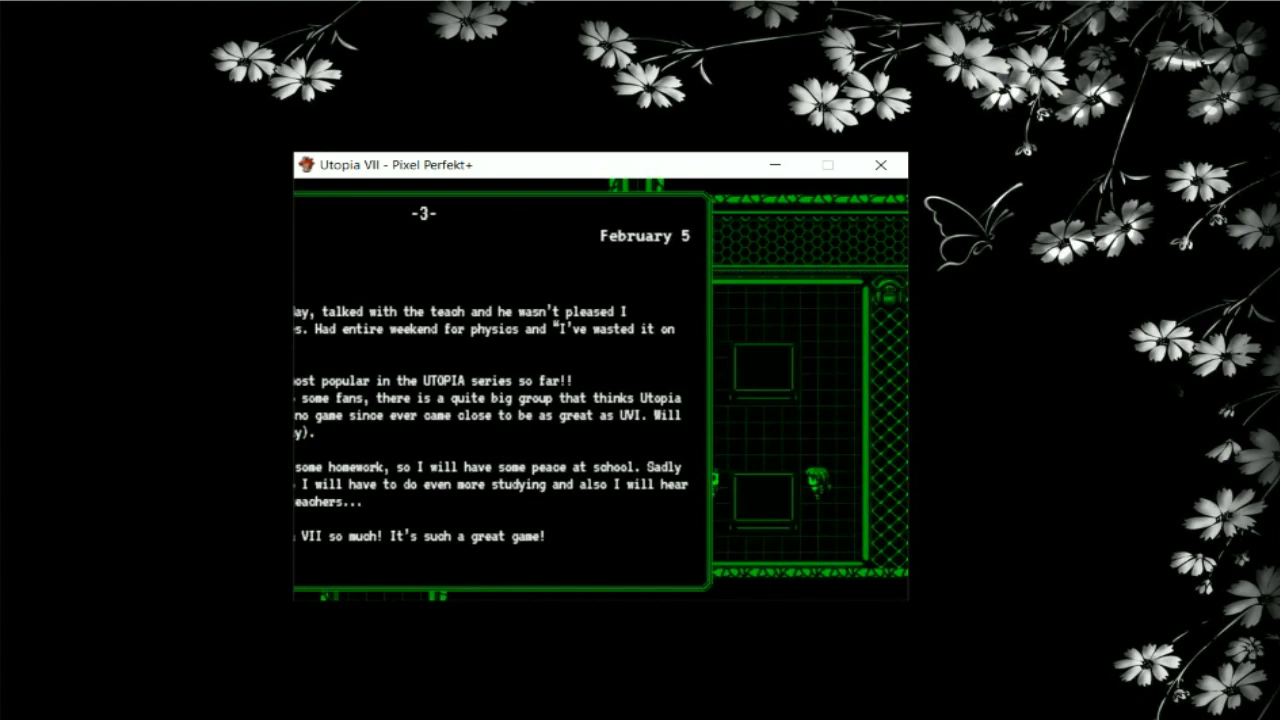 Utopia VII - Pixel Perfekt+
-3-
February 5
day, talked with the teach and he wasn't pleased I
es. Had entire weekend for physics and "I've wasted it on
ost popular in the UTOPIA series so far!!
some fans, there is a quite big group that thinks Utopia
no game since ever came close to be as great as UVI. Will
y).
some homework, so I will have some peace at school. Sadly
I will have to do even more studying and also I will hear
eachers...
VII so much! It's such a great game!